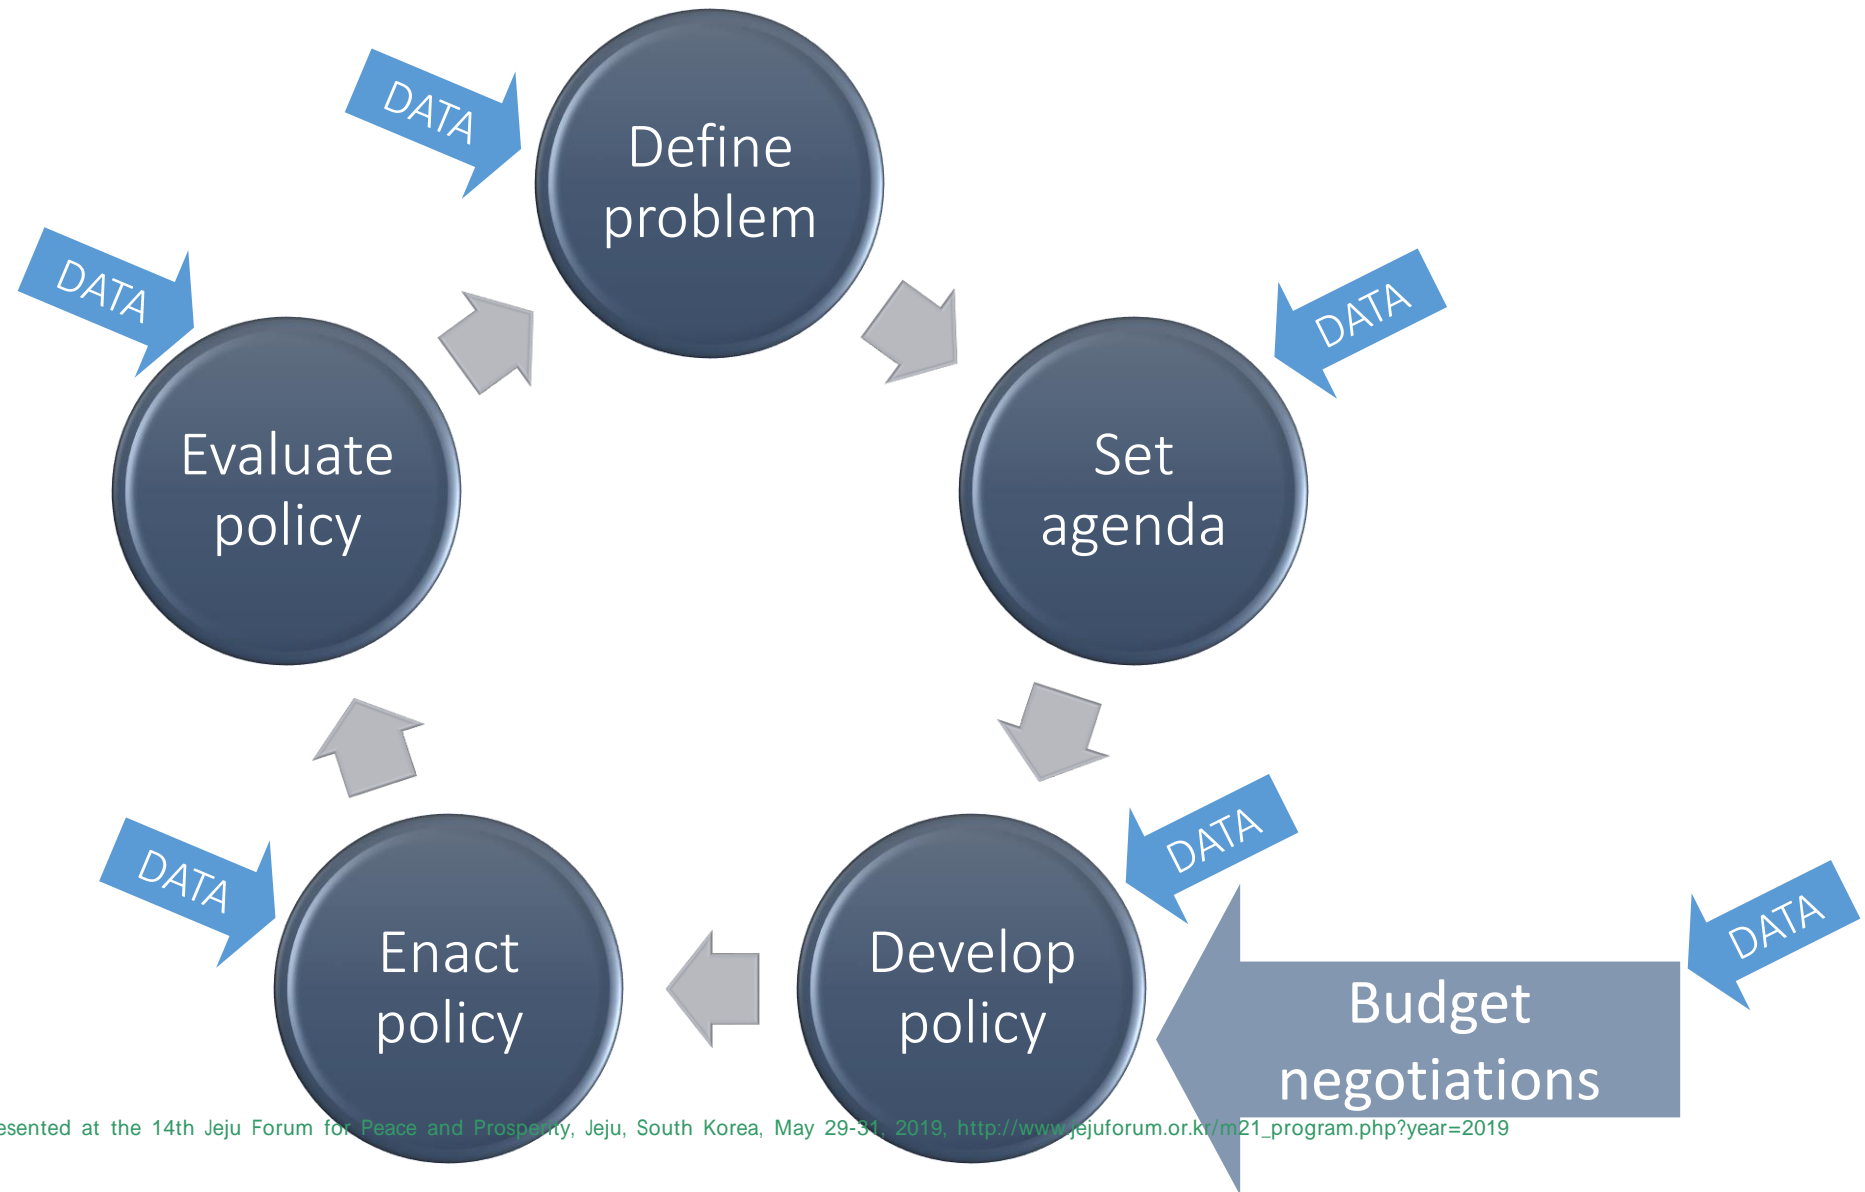 DATA
Define
problem
DATA
DATA
Evaluate
policy
Set
agenda
DATA
DATA
DATA
Enact
policy
Develop
policy
Budget
negotiations
at the 14th Jeju Forum for Peace and Prosperity, Jeju, South Korea, May 29-31, 2019, http://www.jejuforum.or.kr/m21_program.php?year=2019